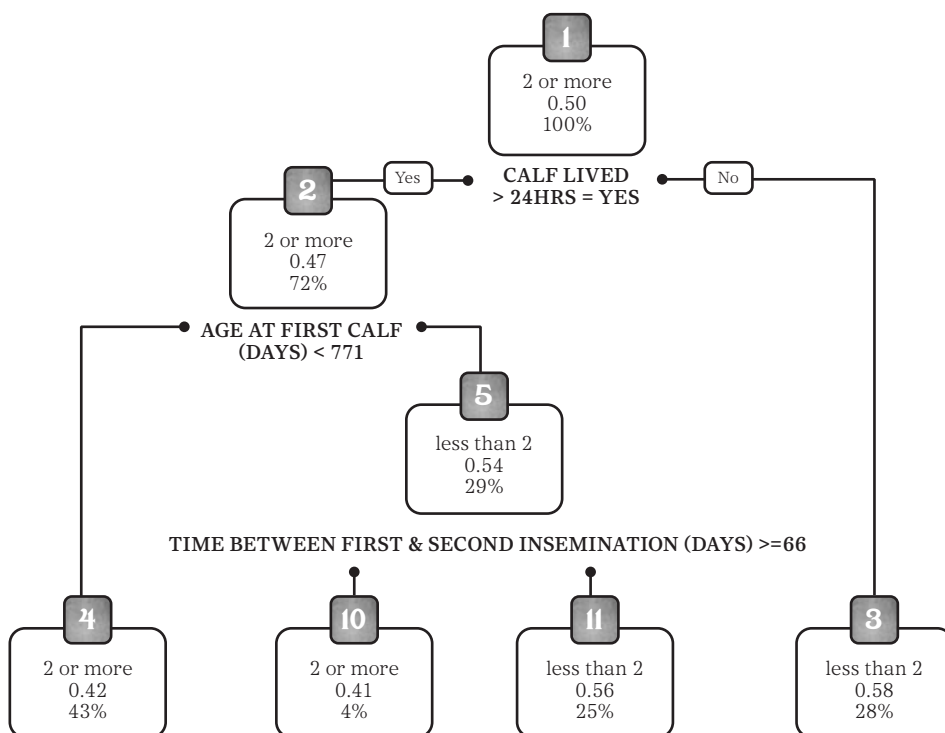 1
2 or more
0.50
100%
Yes
CALF LIVED
> 24HRS = YES
No
2
2 or more
0.47
72%
AGE AT FIRST CALF
(DAYS) < 771
5
less than 2
0.54
29%
TIME BETWEEN FIRST & SECOND INSEMINATION (DAYS) >=66
4
2 or more
0.42
43%
10
2 or more
0.41
4%
11
less than 2
0.56
25%
3
less than 2
0.58
28%